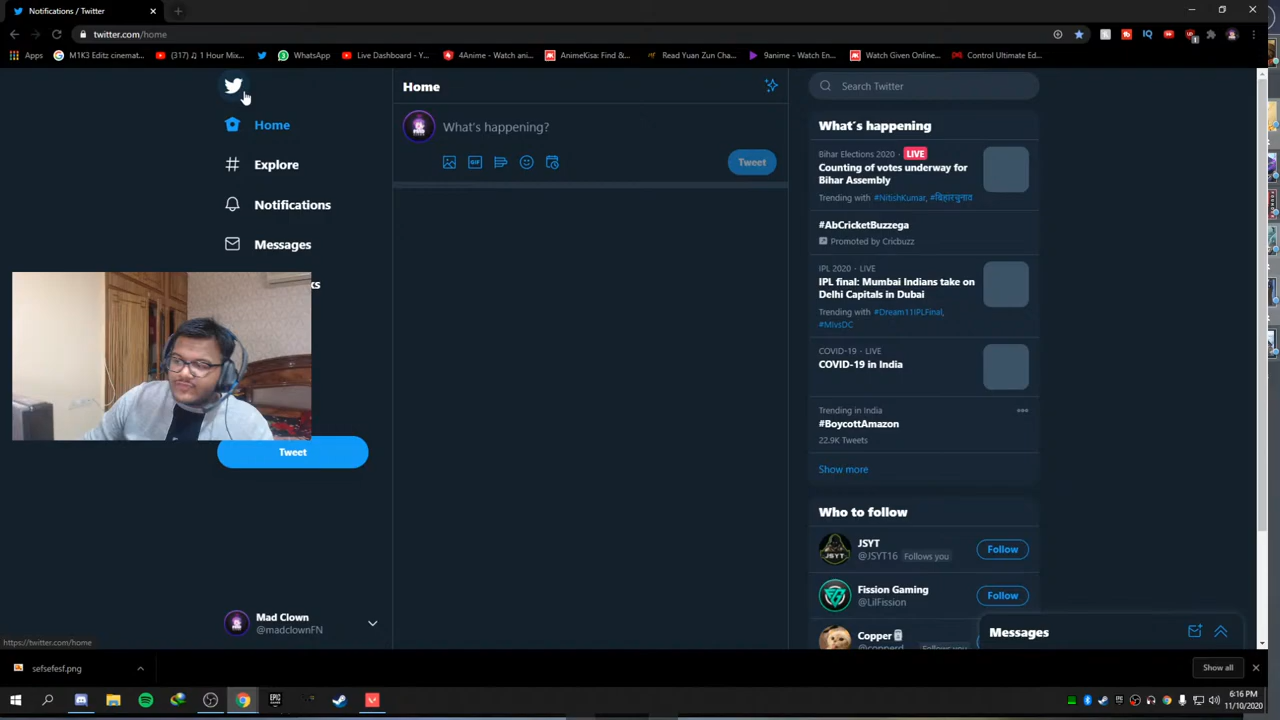 Notifications / Twitter
twitter.com/home
Apps
M1K3 Editz cinemat...
(317) ♫ 1 Hour Mix...
WhatsApp
Live Dashboard - Y...
4Anime - Watch ani...
AnimeKisa: Find &...
Read Yuan Zun Cha...
9anime - Watch En...
Watch Given Online...
Control Ultimate Ed...
Home
Explore
Notifications
Messages
ks
Tweet
Mad Clown
@madclownFN
https://twitter.com/home
Home
What's happening?
GIF
Tweet
Search Twitter
What's happening
Bihar Elections 2020 · LIVE
Counting of votes underway for
Bihar Assembly
Trending with #NitishKumar, #बिहारचुनाव
#AbCricketBuzzega
Promoted by Cricbuzz
IPL 2020 · LIVE
IPL final: Mumbai Indians take on
Delhi Capitals in Dubai
Trending with #Dream11IPLFinal,
#MIvsDC
COVID-19 · LIVE
COVID-19 in India
Trending in India
#BoycottAmazon
22.9K Tweets
Show more
Who to follow
JSYT
@JSYT16 Follows you
Follow
Fission Gaming
@LilFission
Follow
Copper
Messages
sefsefesf.png
Show all
6:16 PM
11/10/2020